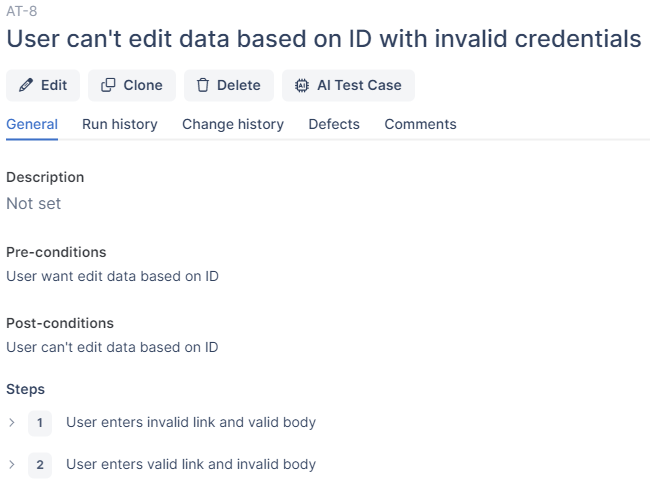 AT-8
User can't edit data based on ID with invalid credentials
Edit Clone Delete AI Test Case
General Run history Change history Defects Comments
Description
Not set
Pre-conditions
User want edit data based on ID
Post-conditions
User can't edit data based on ID
Steps
1 User enters invalid link and valid body
2 User enters valid link and invalid body